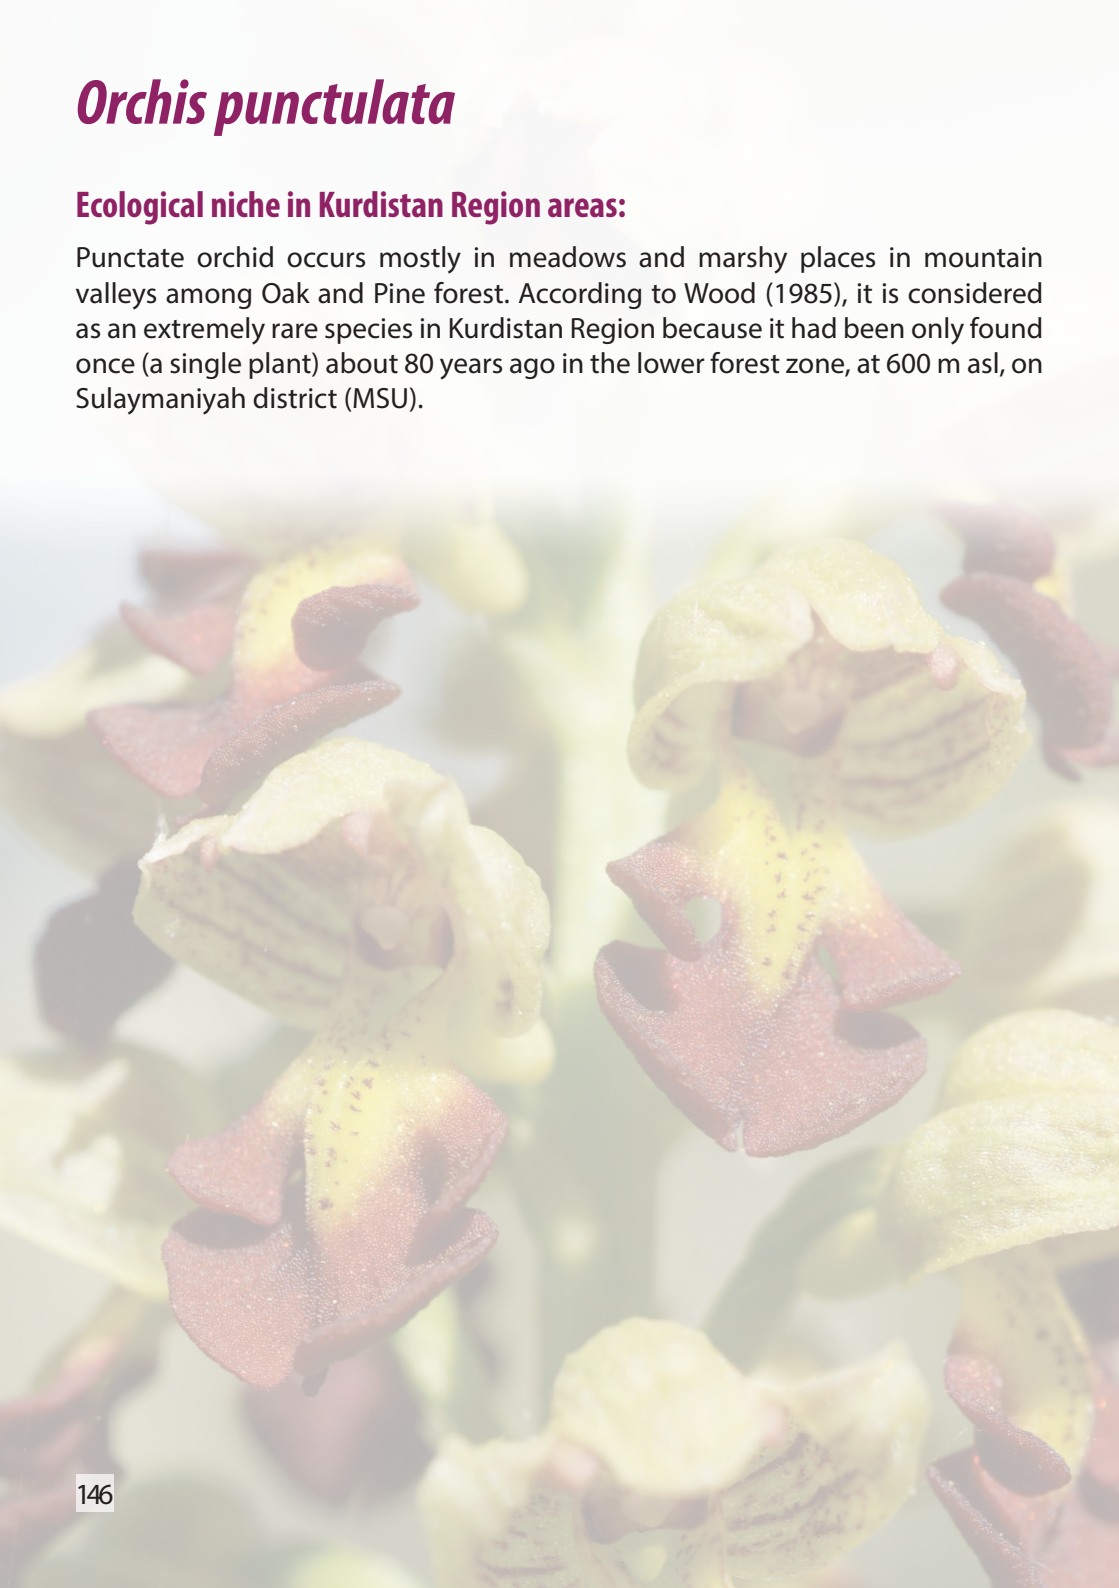 Orchis punctulata
Ecological niche in Kurdistan Region areas:
Punctate orchid occurs mostly in meadows and marshy places in mountain
valleys among Oak and Pine forest. According to Wood (1985), it is considered
as an extremely rare species in Kurdistan Region because it had been only found
once (a single plant) about 80 years ago in the lower forest zone, at 600 m asl, on
Sulaymaniyah district (MSU).
146